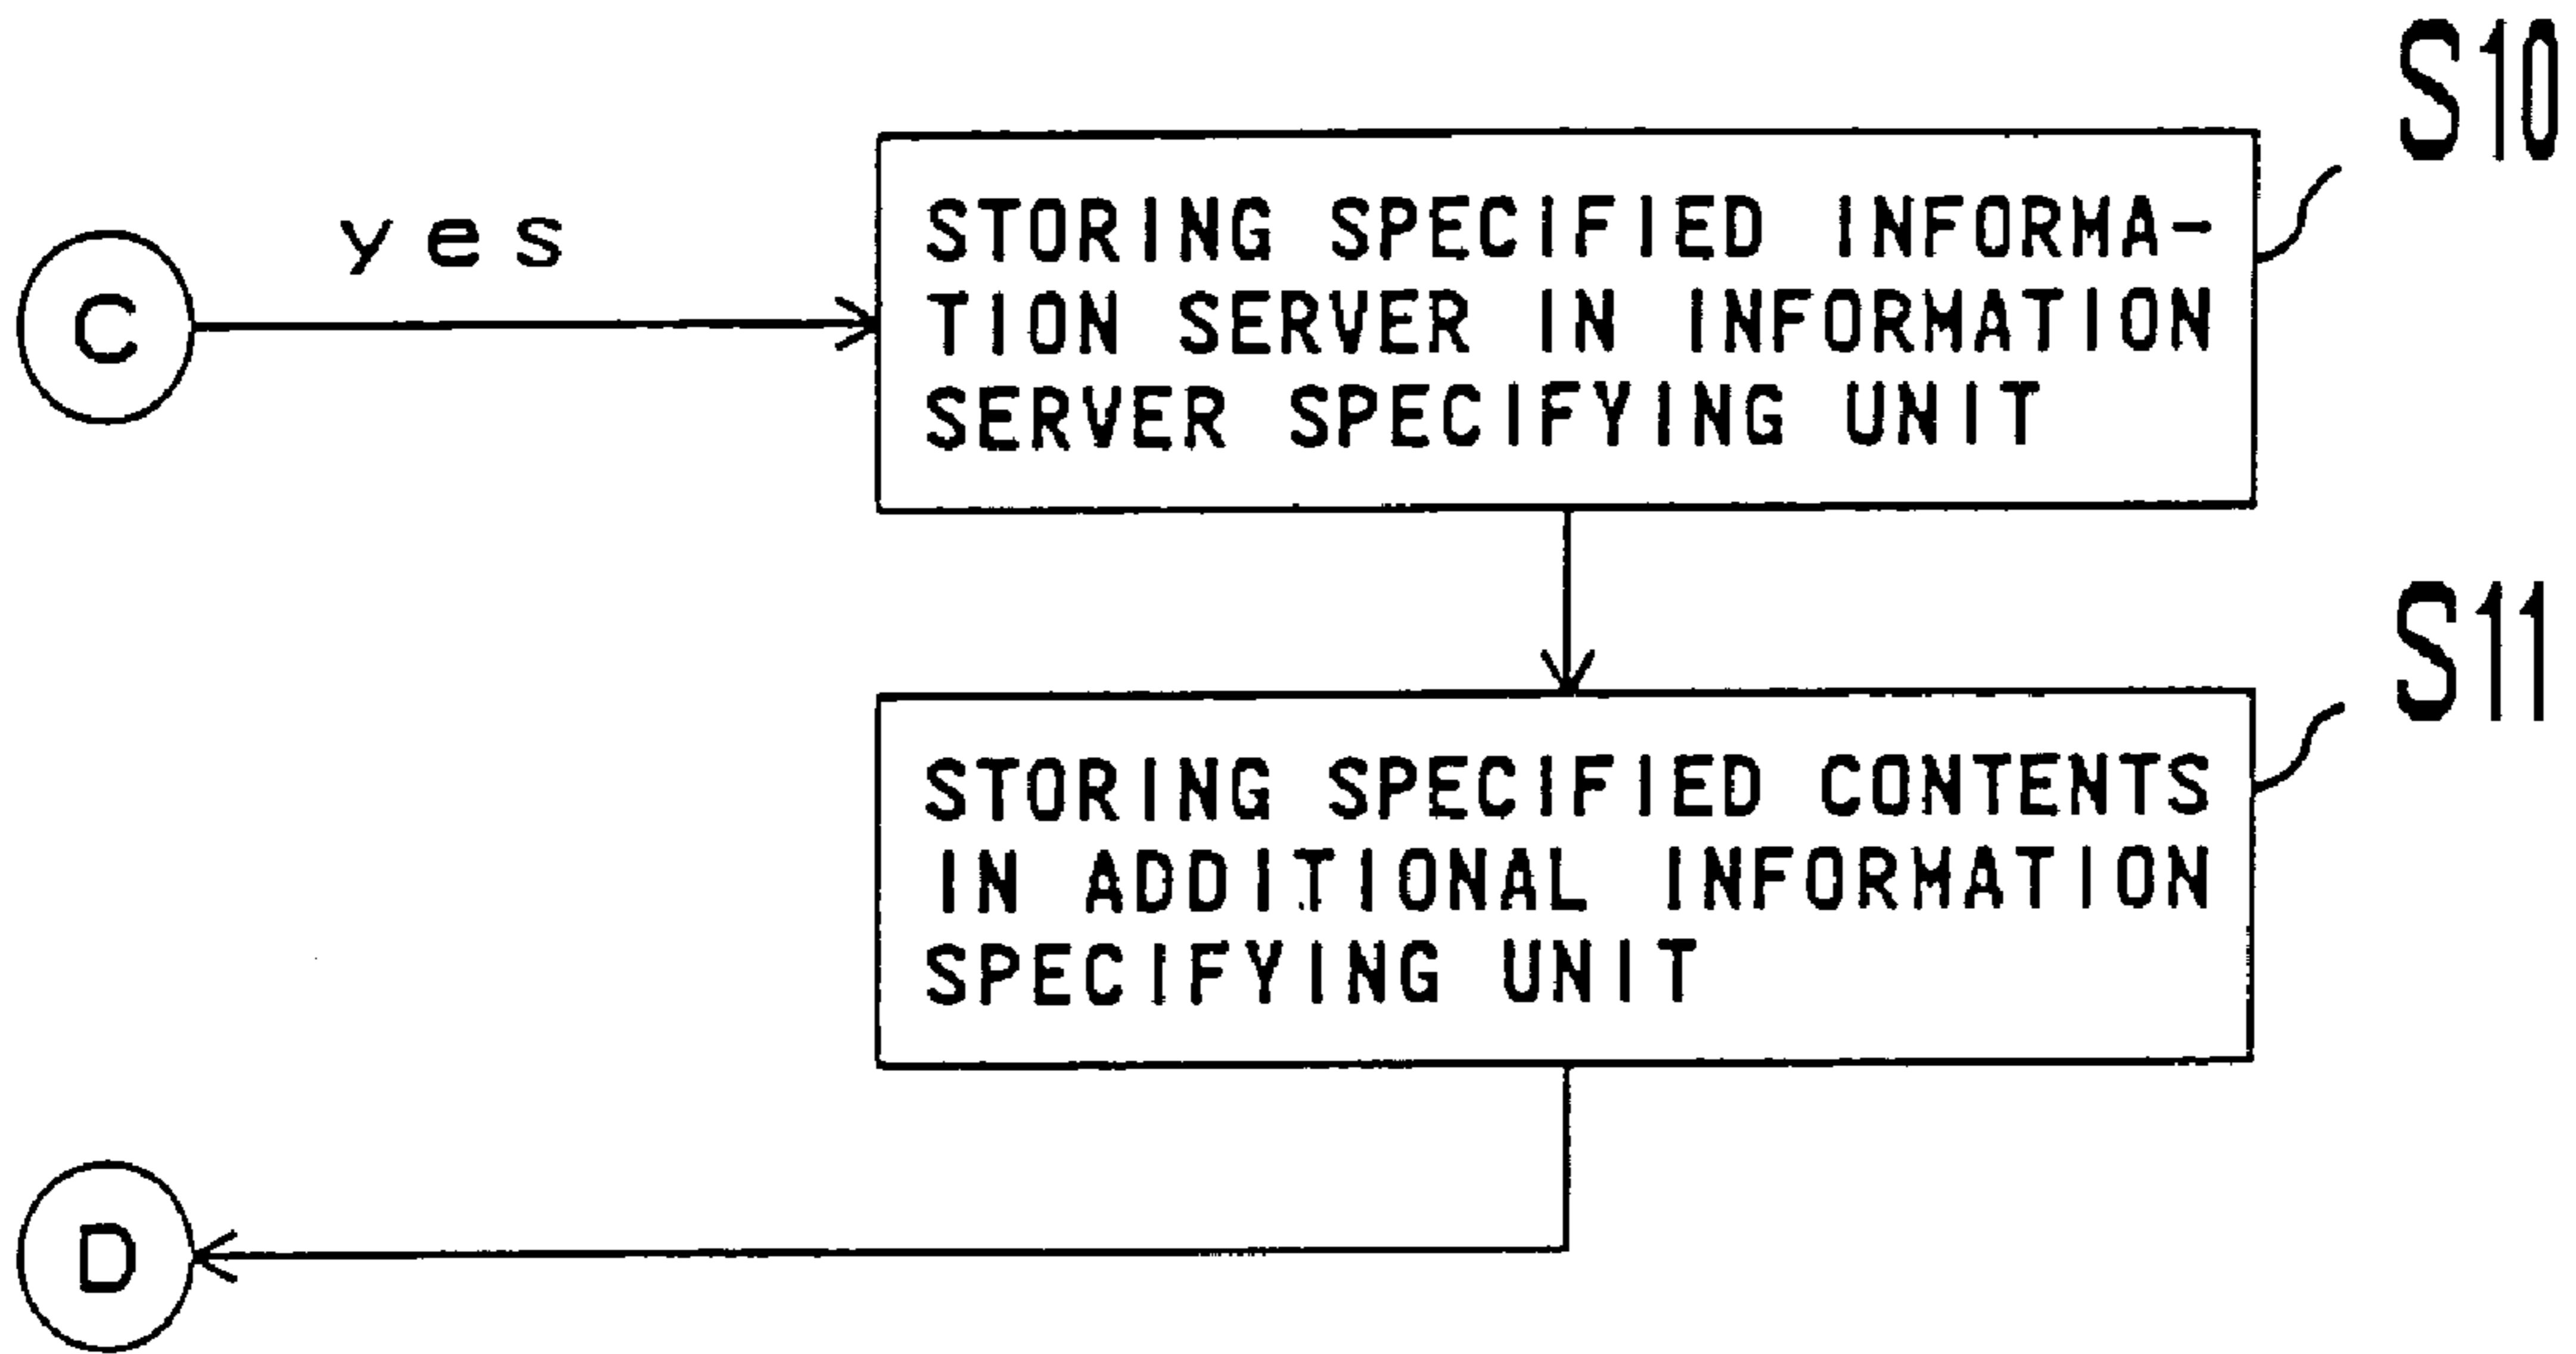 S10
C yes
STORING SPECIFIED INFORMA-
TION SERVER IN INFORMATION
SERVER SPECIFYING UNIT
S11
STORING SPECIFIED CONTENTS
IN ADDITIONAL INFORMATION
SPECIFYING UNIT
D